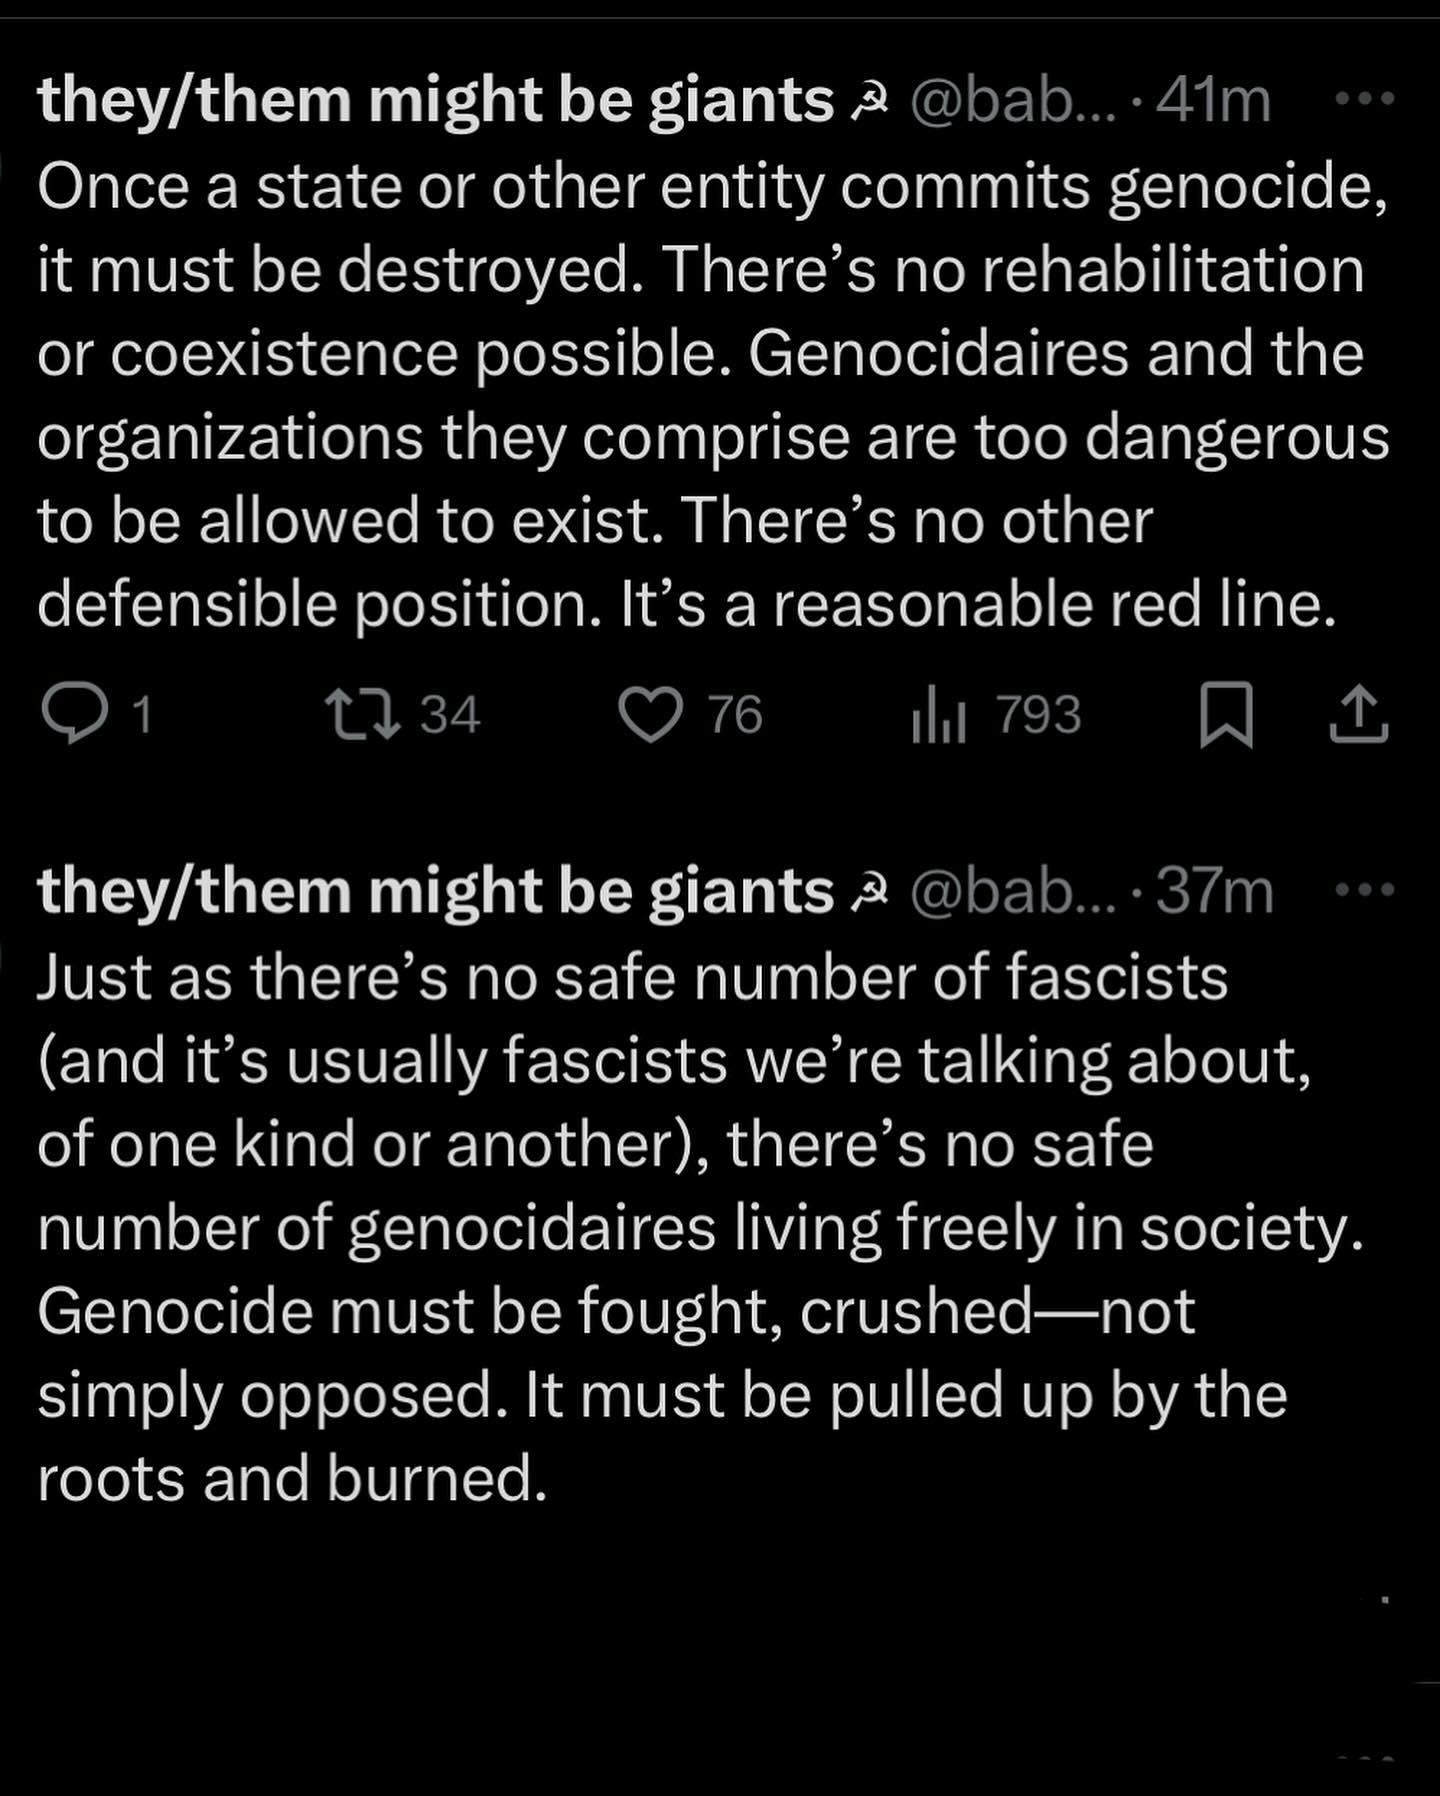 they/them might be giants ☭ @bab... · 41m
Once a state or other entity commits genocide,
it must be destroyed. There’s no rehabilitation
or coexistence possible. Genocidaires and the
organizations they comprise are too dangerous
to be allowed to exist. There’s no other
defensible position. It’s a reasonable red line.
1 34 76 793
they/them might be giants ☭ @bab... · 37m
Just as there’s no safe number of fascists
(and it’s usually fascists we’re talking about,
of one kind or another), there’s no safe
number of genocidaires living freely in society.
Genocide must be fought, crushed—not
simply opposed. It must be pulled up by the
roots and burned.